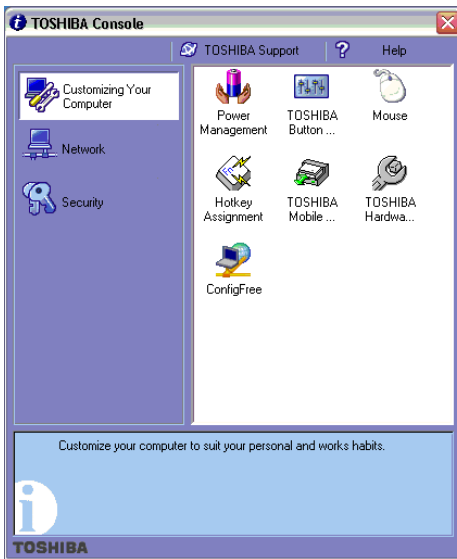 TOSHIBA Console
TOSHIBA Support
?
Help
Customizing Your
Computer
Network
Security
Power
Management
TOSHIBA
Button ...
Mouse
Fn
Hotkey
Assignment
TOSHIBA
Mobile ...
TOSHIBA
Hardwa...
ConfigFree
Customize your computer to suit your personal and works habits.
TOSHIBA